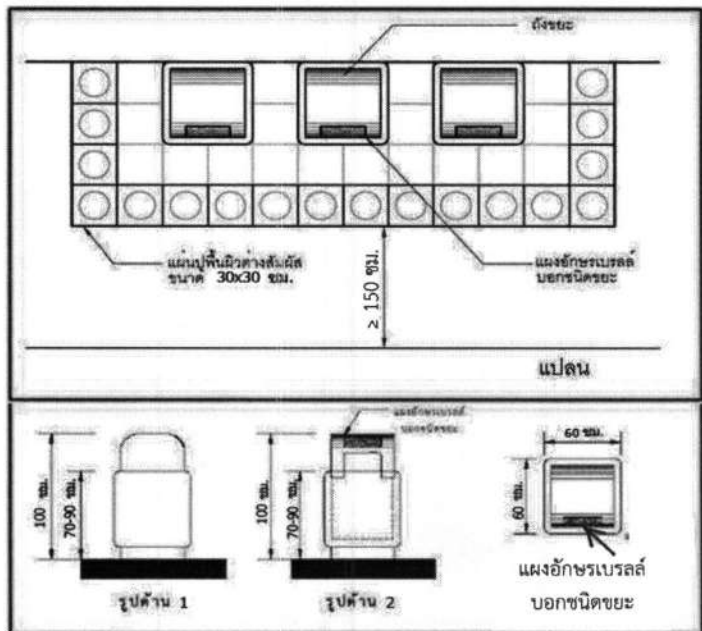 ถังขยะ
แผ่นปูพื้นผิวต่างสัมผัส
ขนาด 30x30 ซม.
≥ 150 ซม.
แผงอักษรเบรลล์
บอกชนิดขยะ
แปลน
แผงอักษรเบรลล์
บอกชนิดขยะ
100 ซม.
70-90 ซม.
100 ซม.
70-90 ซม.
60 ซม.
60 ซม.
แผงอักษรเบรลล์
บอกชนิดขยะ
รูปด้าน 1
รูปด้าน 2